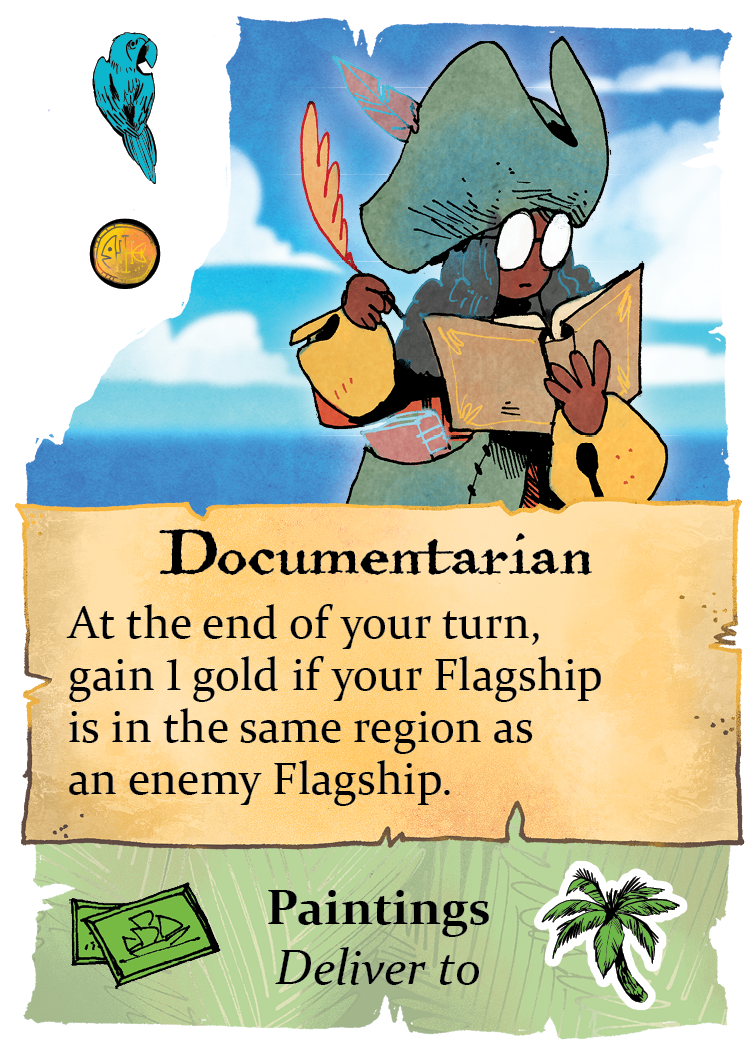 Documentarian
At the end of your turn,
gain 1 gold if your Flagship
is in the same region as
an enemy Flagship.
Paintings
Deliver to